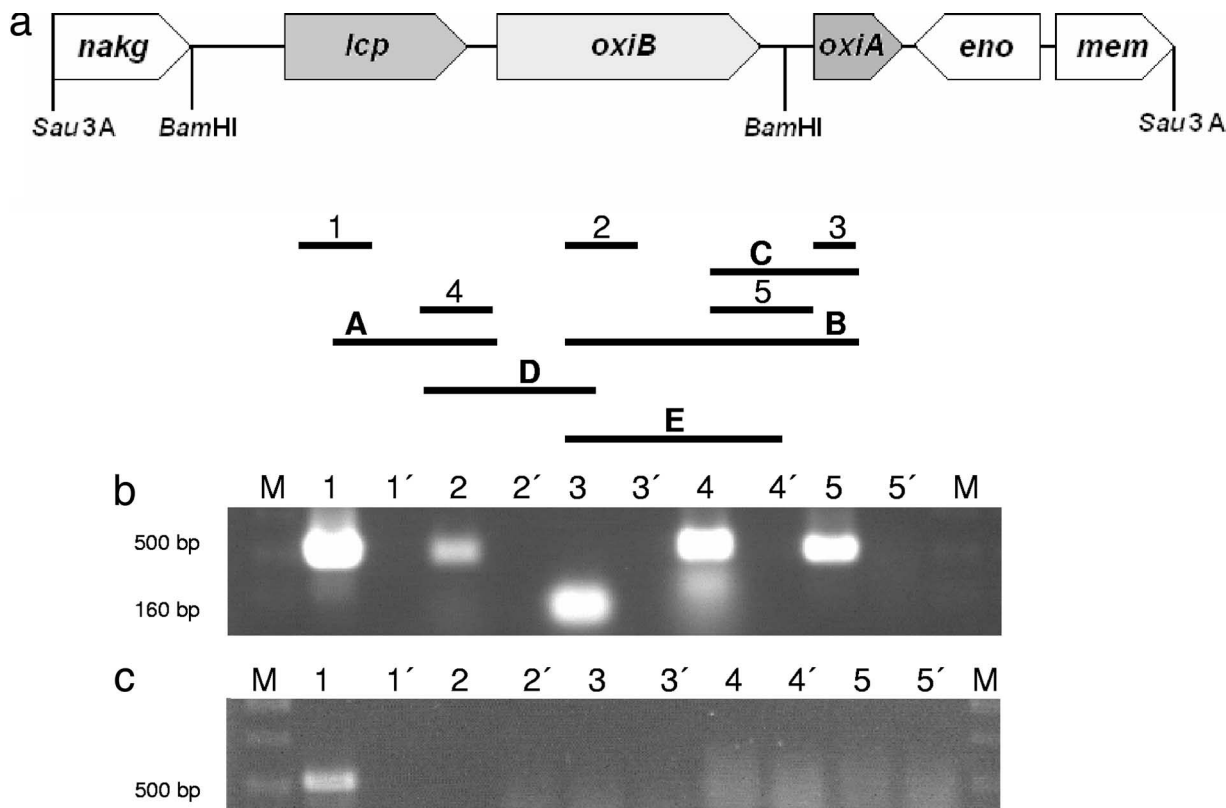 a
nakg lcp oxiB oxiA eno mem
Sau3A BamHI BamHI Sau3A
1 2 3
C
4 5
A B
D
E
b
M 1 1´ 2 2´ 3 3´ 4 4´ 5 5´ M
500 bp
160 bp
c
M 1 1´ 2 2´ 3 3´ 4 4´ 5 5´ M
500 bp